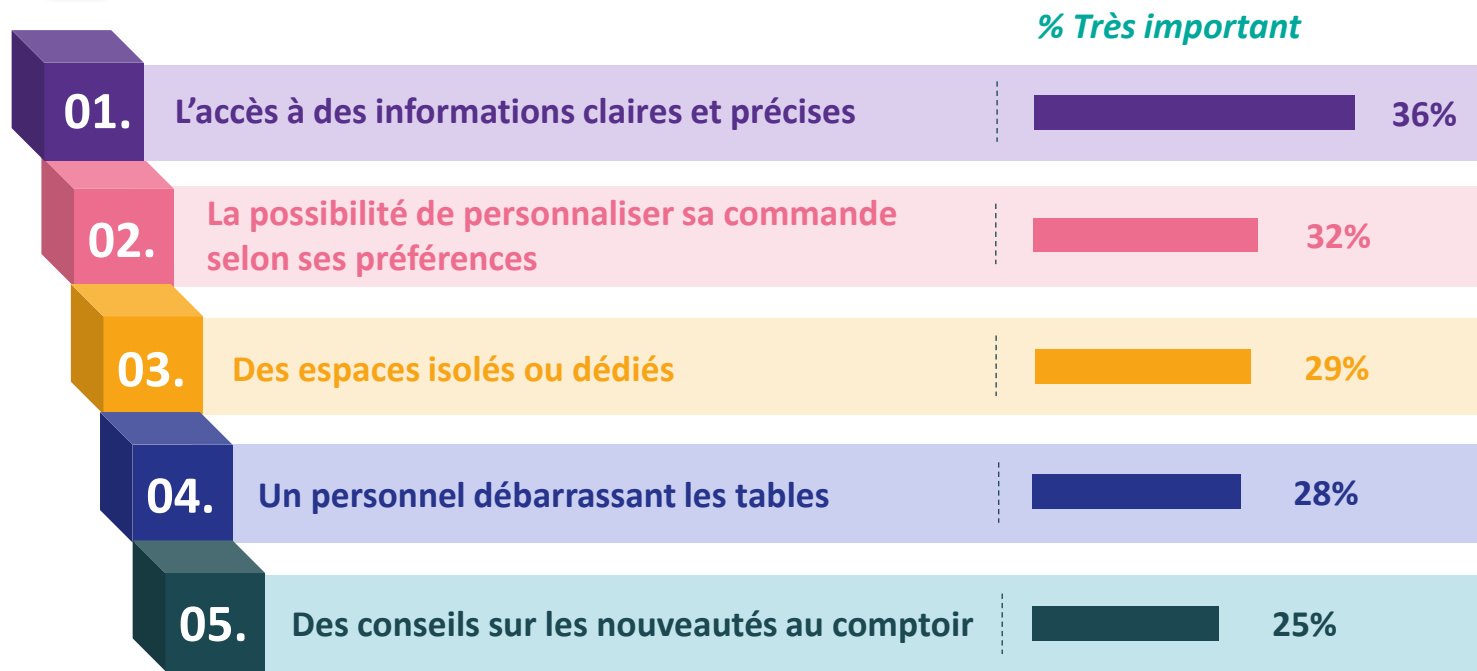 % Très important
01.
L’accès à des informations claires et précises
36%
02.
La possibilité de personnaliser sa commande
selon ses préférences
32%
03.
Des espaces isolés ou dédiés
29%
04.
Un personnel débarrassant les tables
28%
05.
Des conseils sur les nouveautés au comptoir
25%